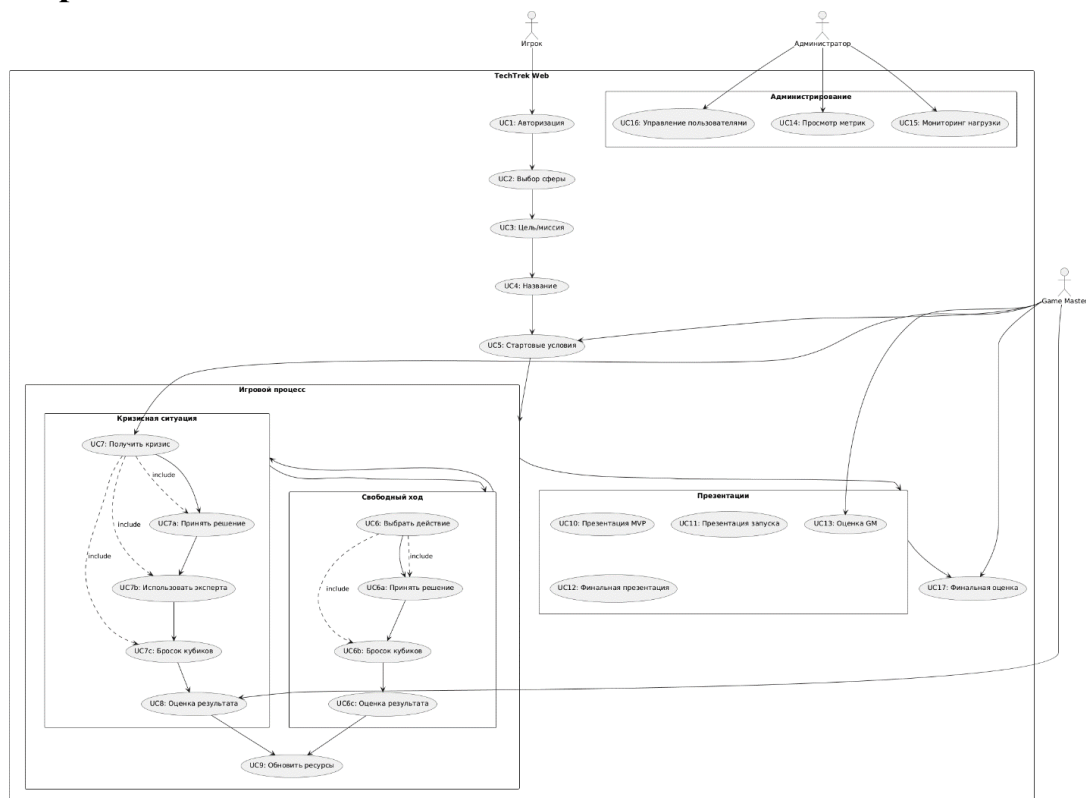 Игрок
Администратор
TechTrek Web
Администрирование
UC1: Авторизация
UC16: Управление пользователями
UC14: Просмотр метрик
UC15: Мониторинг нагрузки
UC2: Выбор сферы
UC3: Цель/миссия
UC4: Название
Game Master
UC5: Стартовые условия
Игровой процесс
Кризисная ситуация
UC7: Получить кризис
include
Свободный ход
Презентации
UC7a: Принять решение
UC6: Выбрать действие
UC10: Презентация MVP
UC11: Презентация запуска
UC13: Оценка GM
include
include
include
include
UC7b: Использовать эксперта
UC6a: Принять решение
UC12: Финальная презентация
UC17: Финальная оценка
UC7c: Бросок кубиков
UC6b: Бросок кубиков
UC8: Оценка результата
UC6c: Оценка результата
UC9: Обновить ресурсы